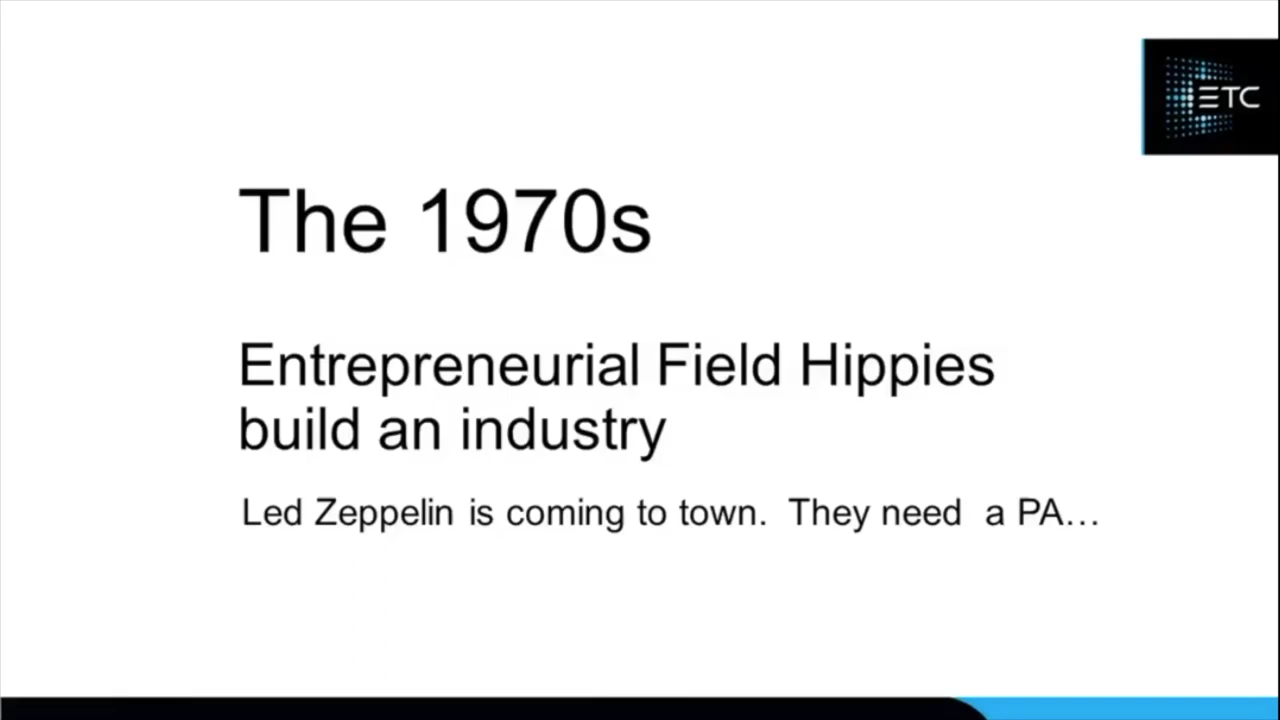 ETC
The 1970s
Entrepreneurial Field Hippies
build an industry
Led Zeppelin is coming to town.  They need  a PA…